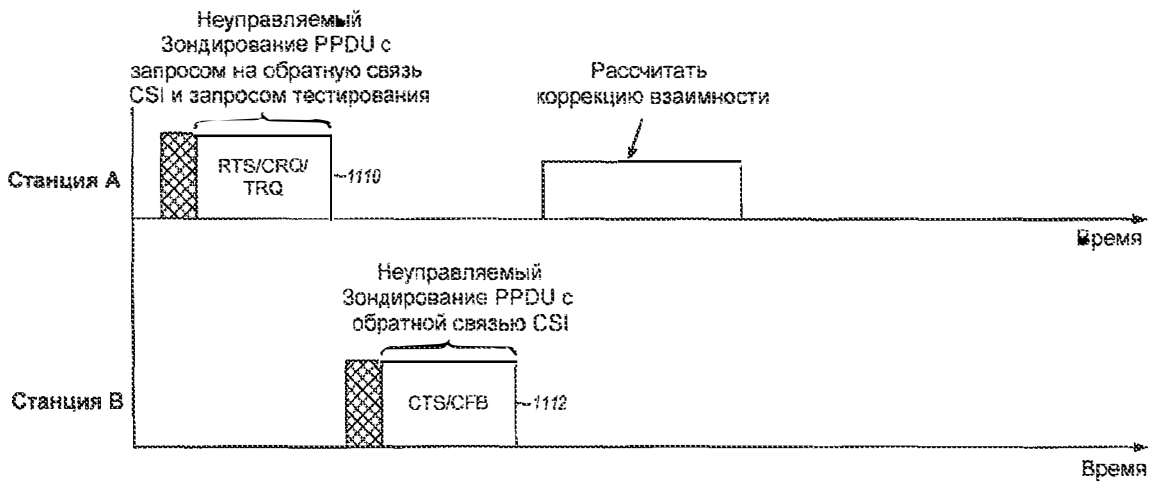 Неуправляемый
Зондирование PPDU с
запросом на обратную связь
CSI и запросом тестирования
Рассчитать
коррекцию взаимности
Станция A
RTS/CRQ/
TRQ
1110
Время
Неуправляемый
Зондирование PPDU с
обратной связью CSI
Станция B
CTS/CFB
1112
Время